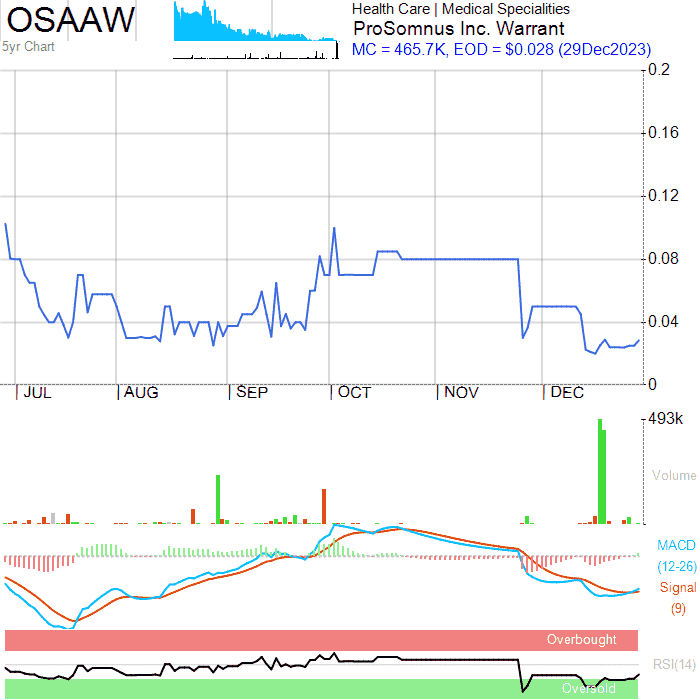 OSAAW
5yr Chart
Health Care | Medical Specialities
ProSomnus Inc. Warrant
MC = 465.7K, EOD = $0.028 (29Dec2023)
0.2
0.16
0.12
0.08
0.04
0
JUL AUG SEP OCT NOV DEC
493k
Volume
MACD
(12-26)
Signal
(9)
Overbought
RSI(14)
Oversold